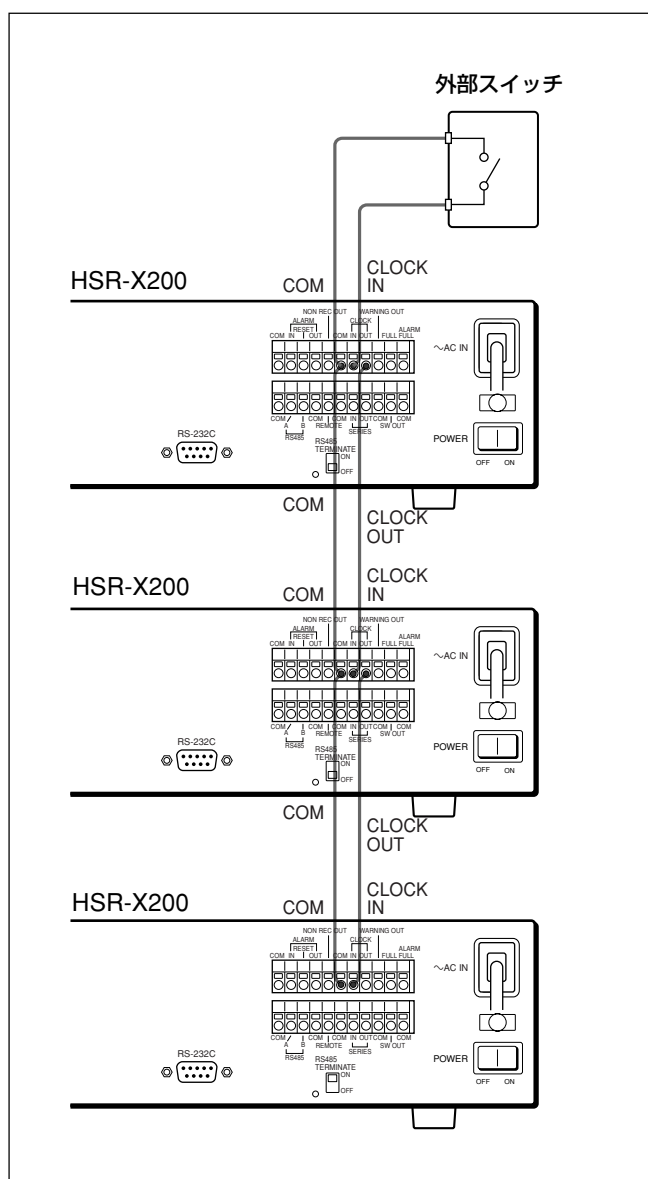 外部スイッチ
HSR-X200
COM
CLOCK
IN
NON REC OUT
WARNING OUT
ALARM
RESET
CLOCK
ALARM
COM IN OUT COM IN OUT FULL FULL
～AC IN
COM COM COM IN OUT COM COM
A B REMOTE SERIES SW OUT
RS485
RS-232C
RS485
TERMINATE
ON
OFF
POWER
OFF ON
COM
CLOCK
OUT
HSR-X200
COM
CLOCK
IN
NON REC OUT
WARNING OUT
ALARM
RESET
CLOCK
ALARM
COM IN OUT COM IN OUT FULL FULL
～AC IN
COM COM COM IN OUT COM COM
A B REMOTE SERIES SW OUT
RS485
RS-232C
RS485
TERMINATE
ON
OFF
POWER
OFF ON
COM
CLOCK
OUT
HSR-X200
COM
CLOCK
IN
NON REC OUT
WARNING OUT
ALARM
RESET
CLOCK
ALARM
COM IN OUT COM IN OUT FULL FULL
～AC IN
COM COM COM IN OUT COM COM
A B REMOTE SERIES SW OUT
RS485
RS-232C
RS485
TERMINATE
ON
OFF
POWER
OFF ON